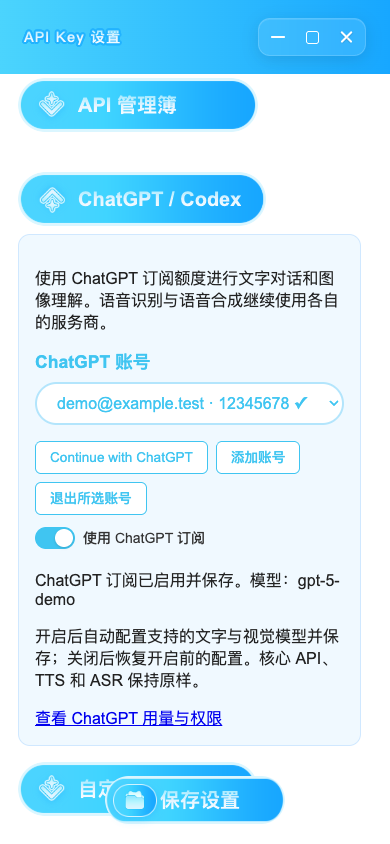 API Key 设置
API 管理簿
ChatGPT / Codex
使用 ChatGPT 订阅额度进行文字对话和图
像理解。语音识别与语音合成继续使用各自
的服务商。
ChatGPT 账号
demo@example.test · 12345678 ✓
Continue with ChatGPT
添加账号
退出所选账号
使用 ChatGPT 订阅
ChatGPT 订阅已启用并保存。模型：gpt-5-
demo
开启后自动配置支持的文字与视觉模型并保
存；关闭后恢复开启前的配置。核心 API、
TTS 和 ASR 保持原样。
查看 ChatGPT 用量与权限
自定
保存设置